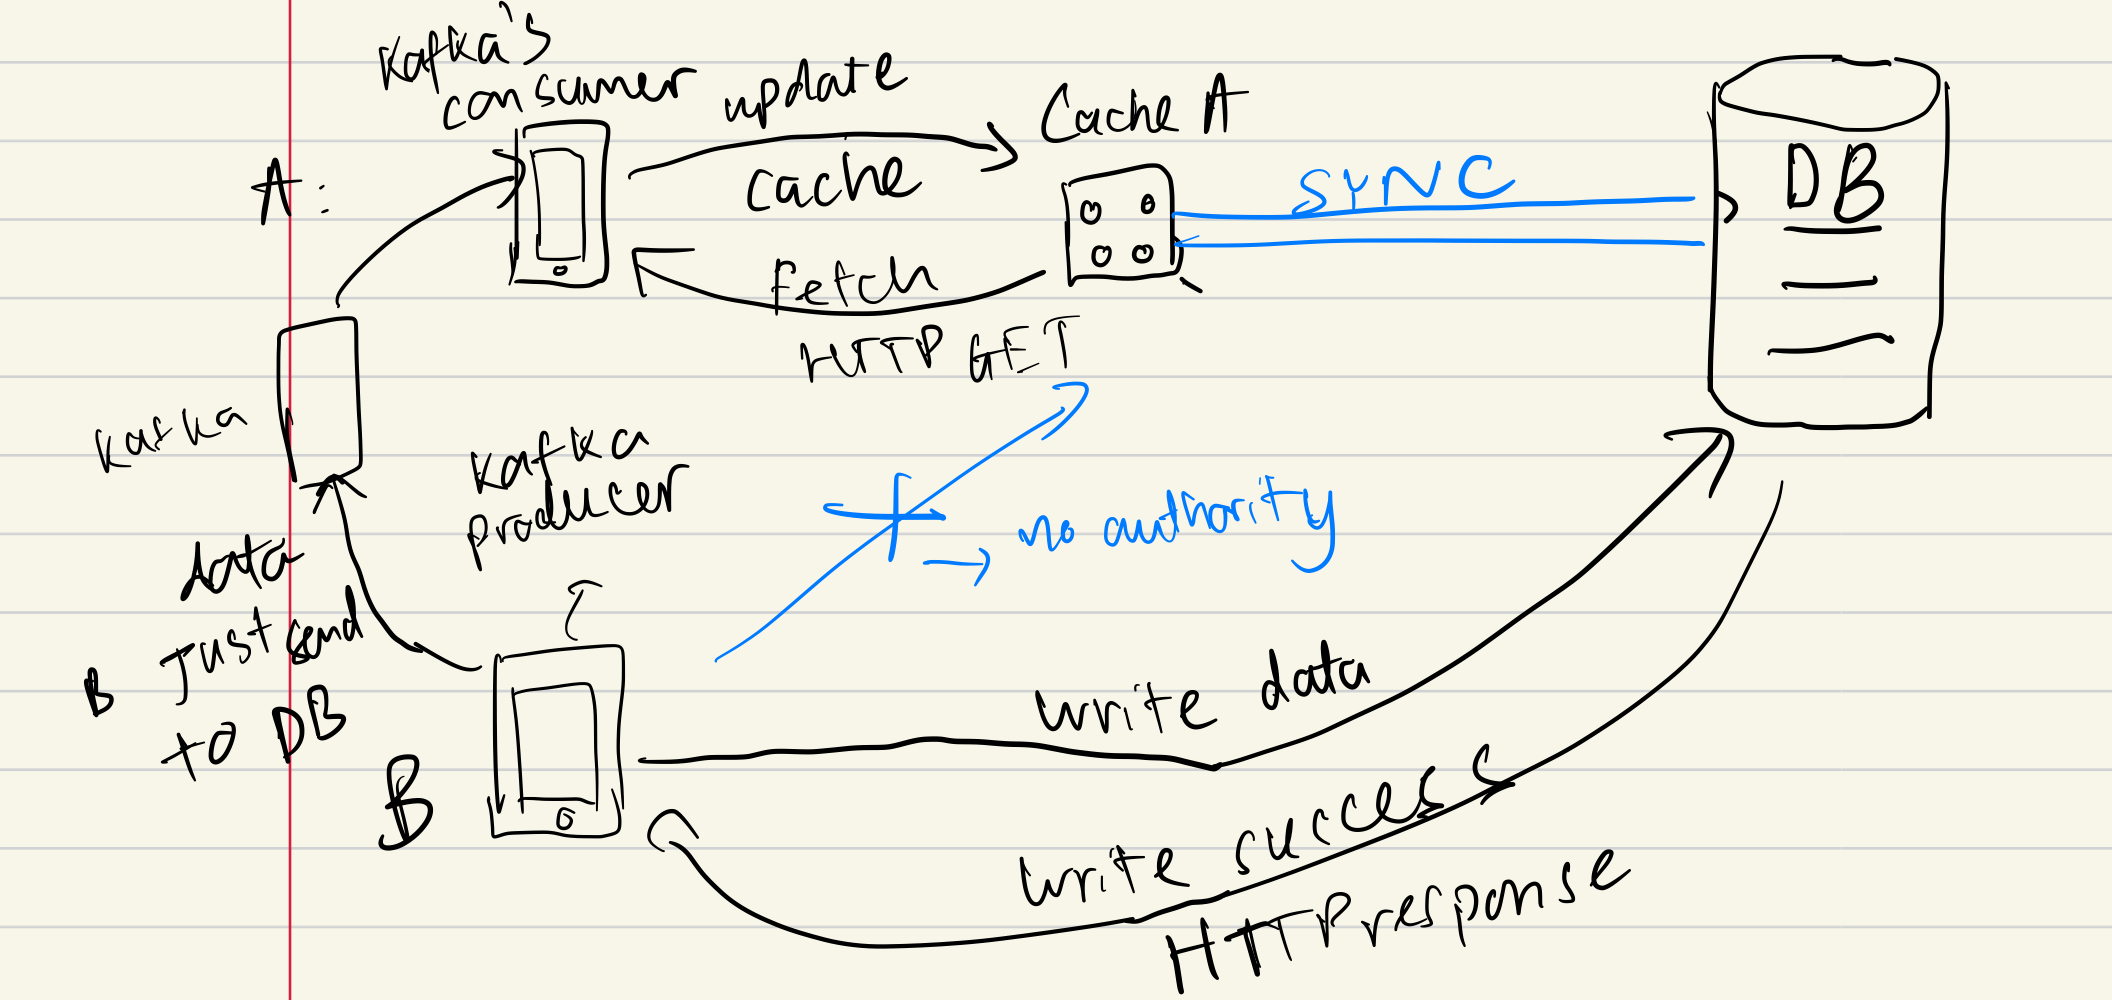 Kafka's
consumer
update
cache
Cache A
SYNC
DB
A:
Fetch
HTTP GET
Kafka
Kafka
producer
no authority
data
B just send
to DB
B
write data
write success
HTTP response